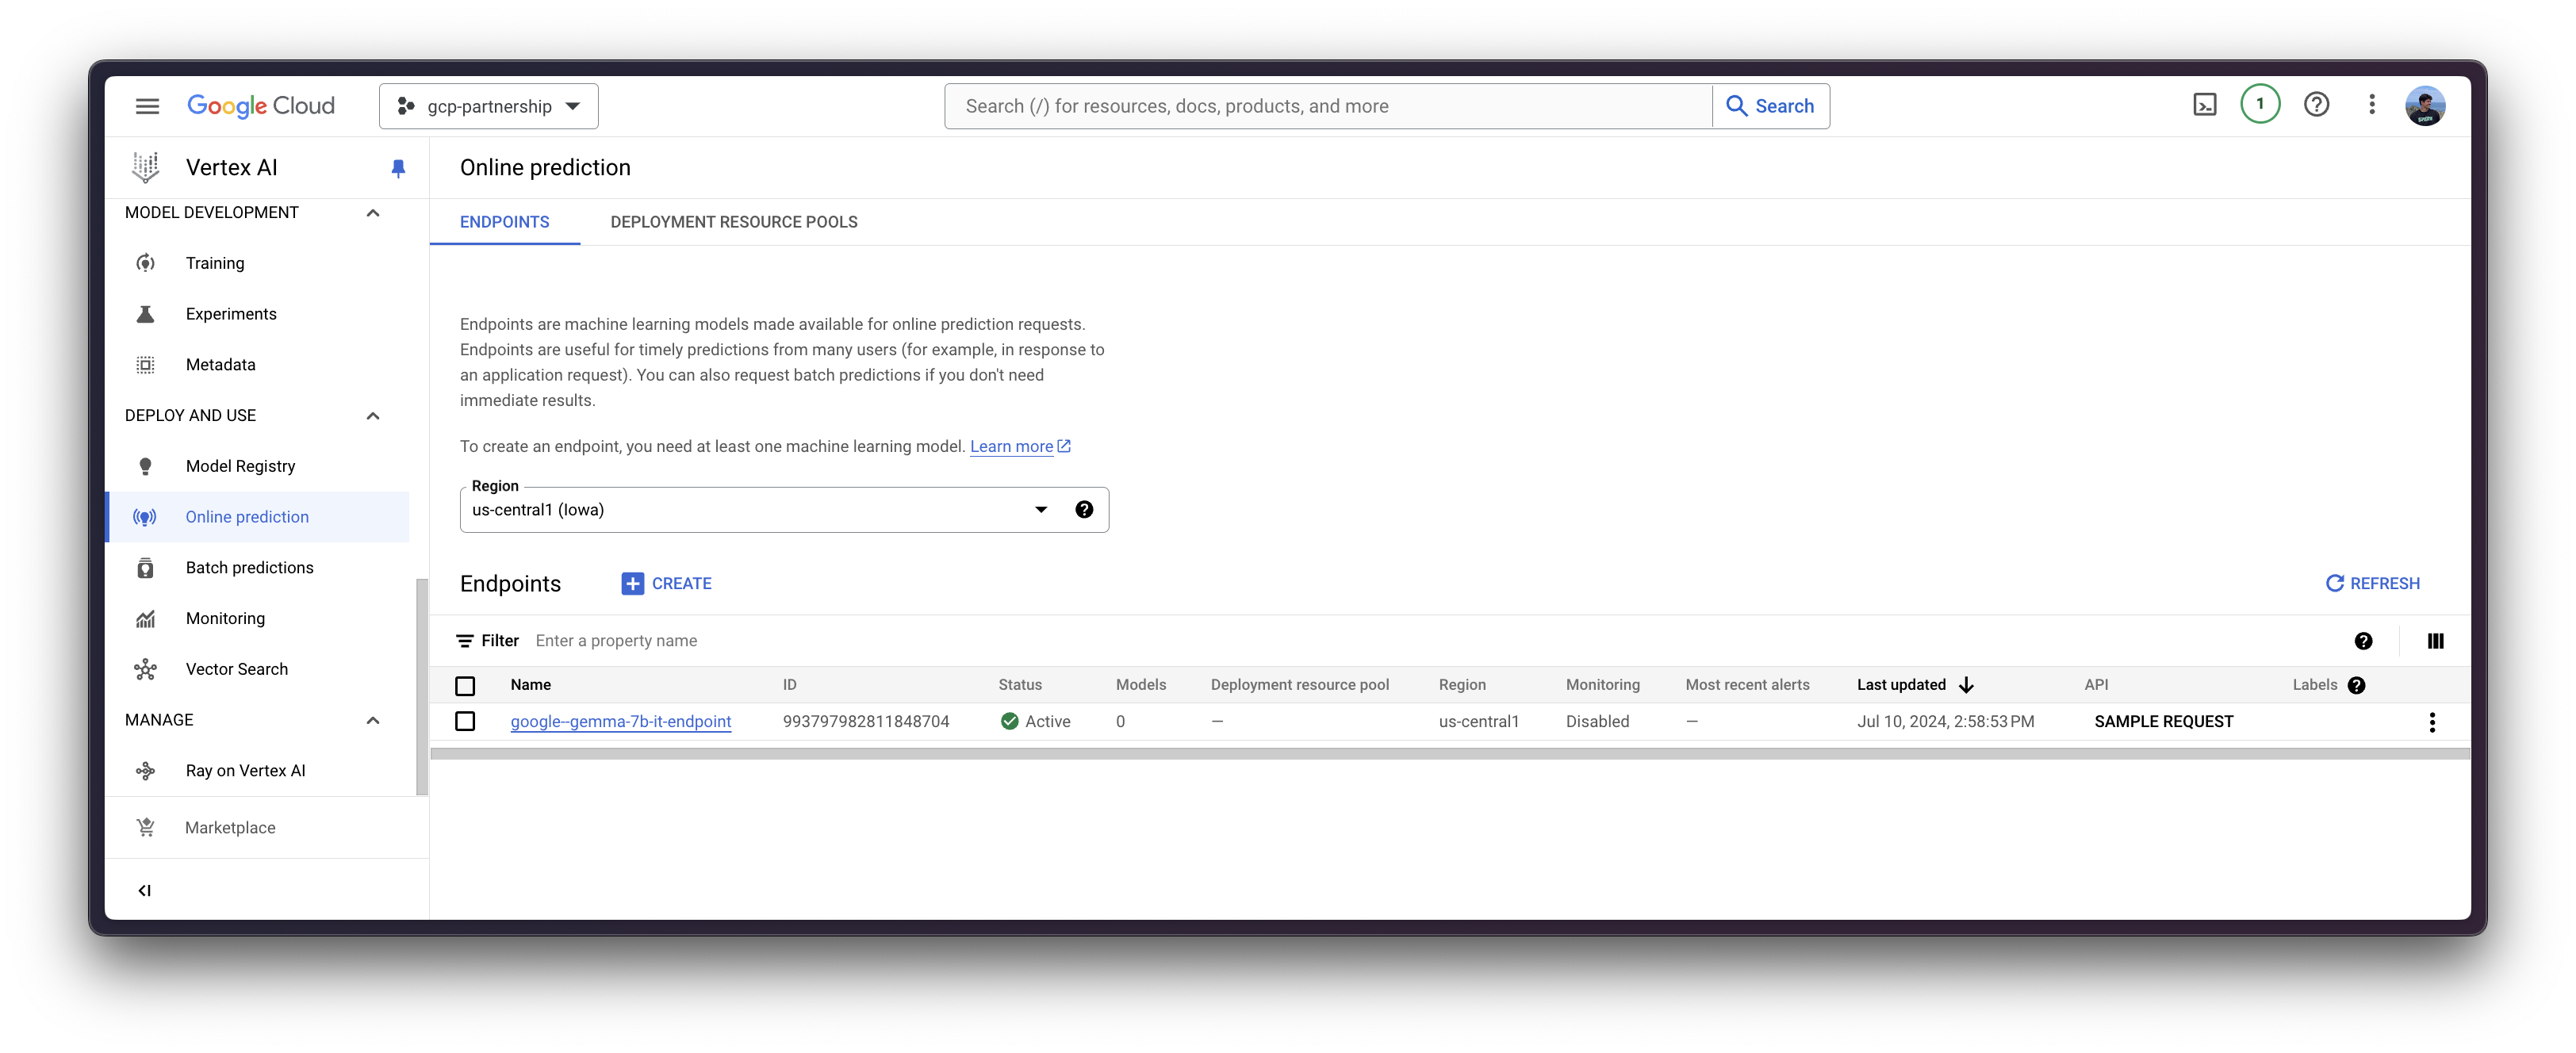 Google Cloud
gcp-partnership
Search (/) for resources, docs, products, and more
Search
1
Vertex AI
MODEL DEVELOPMENT
Training
Experiments
Metadata
DEPLOY AND USE
Model Registry
Online prediction
Batch predictions
Monitoring
Vector Search
MANAGE
Ray on Vertex AI
Marketplace
Online prediction
ENDPOINTS DEPLOYMENT RESOURCE POOLS
Endpoints are machine learning models made available for online prediction requests.
Endpoints are useful for timely predictions from many users (for example, in response to
an application request). You can also request batch predictions if you don't need
immediate results.
To create an endpoint, you need at least one machine learning model. Learn more
Region
us-central1 (Iowa)
Endpoints CREATE REFRESH
Filter Enter a property name
Name ID Status Models Deployment resource pool Region Monitoring Most recent alerts Last updated API Labels
google--gemma-7b-it-endpoint 993797982811848704 Active 0 — us-central1 Disabled — Jul 10, 2024, 2:58:53 PM SAMPLE REQUEST